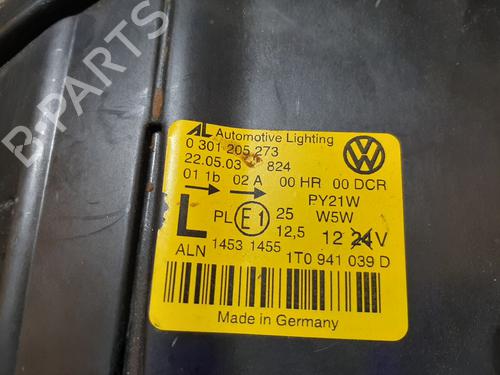 B-PARTS
AL Automotive Lighting
0 301 205 273
22.05.03 824
01 1b 02 A 00 HR 00 DCR
PY21W
L PL E1 25 W5W
12,5 12 24V
ALN 1453 1455 1T0 941 039 D
Made in Germany